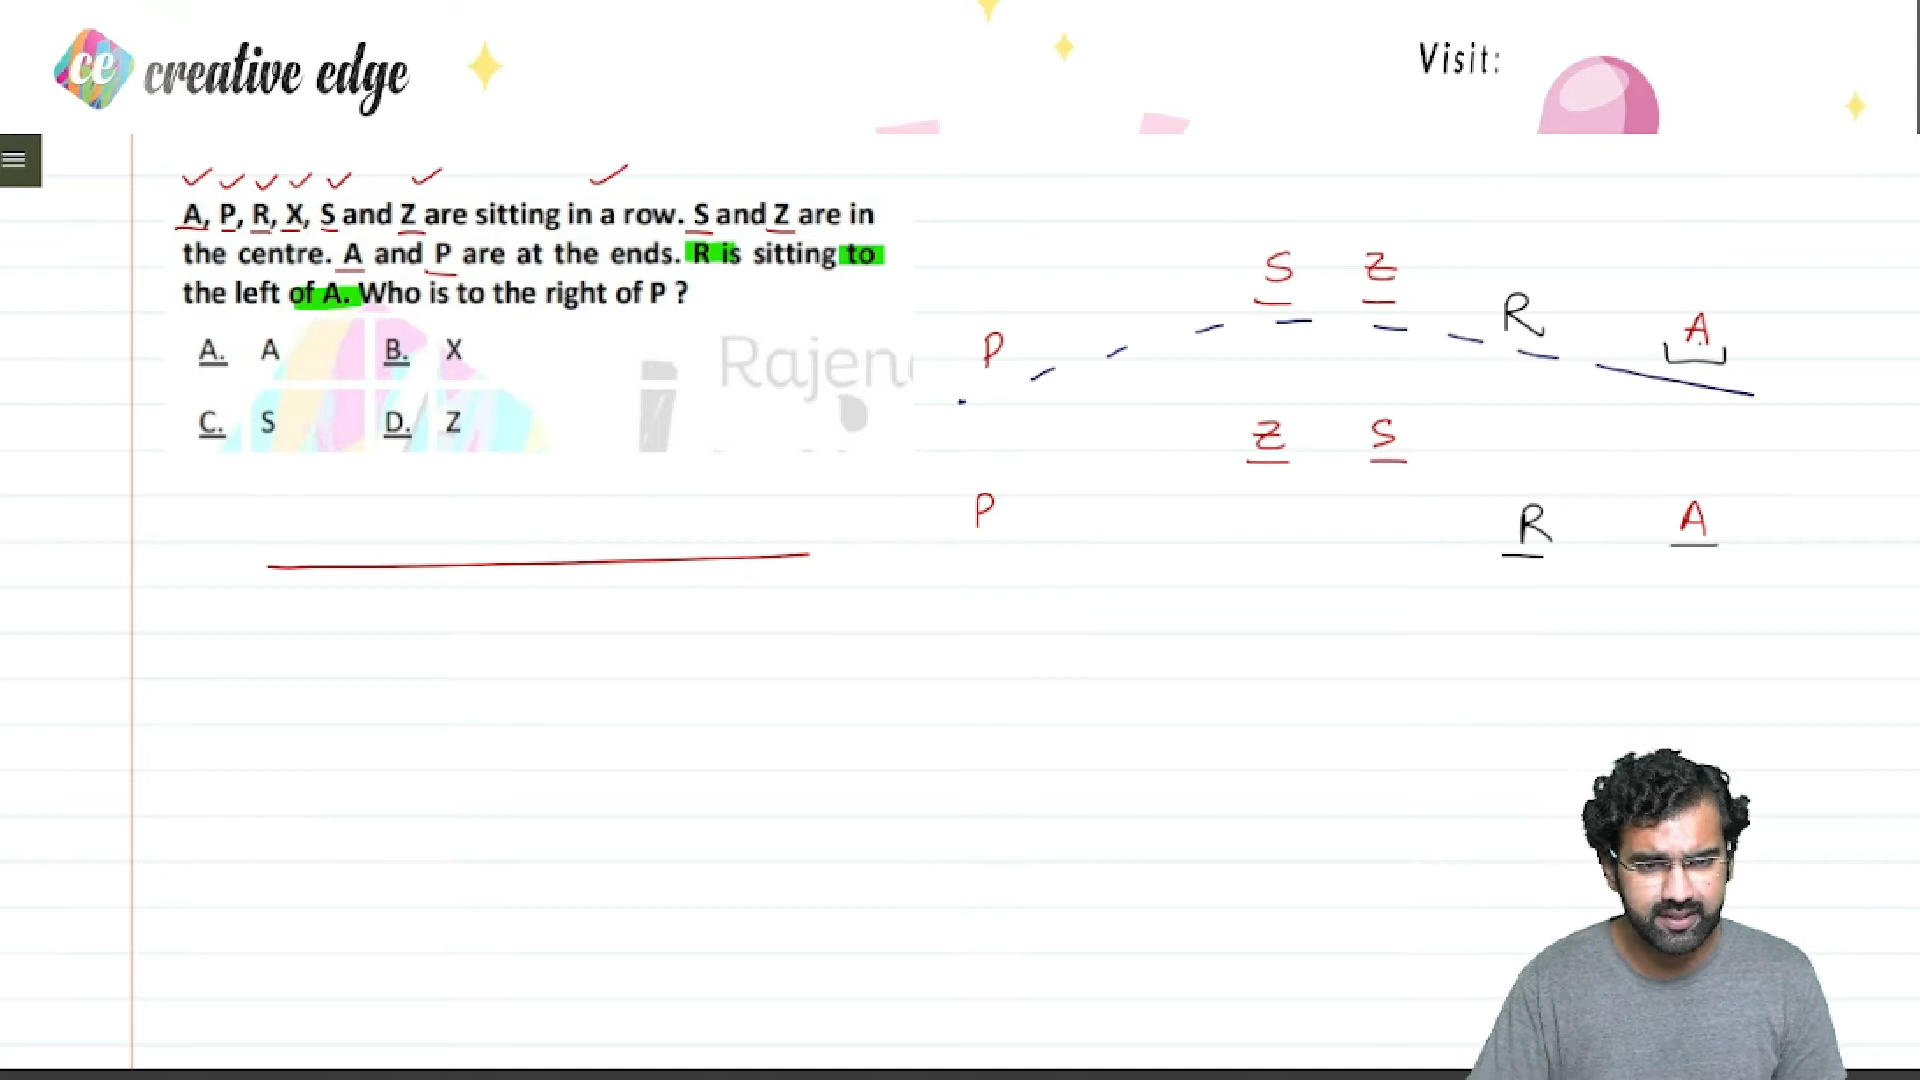 ce creative edge
Visit:
A, P, R, X, S and Z are sitting in a row. S and Z are in
the centre. A and P are at the ends. R is sitting to
the left of A. Who is to the right of P ?
A. A B. X
C. S D. Z
S Z
P R A
Z S
P R A